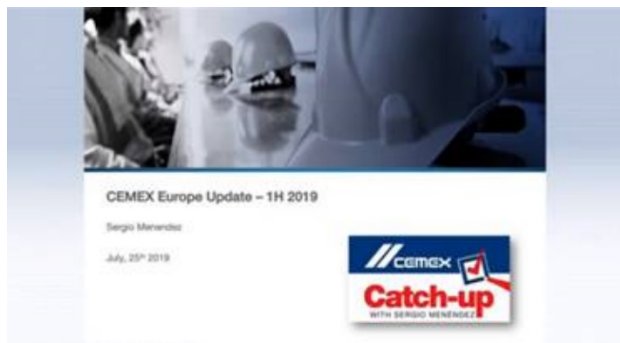 CEMEX Europe Update – 1H 2019
Sergio Menendez
July, 25th 2019
CEMEX
Catch-up
WITH SERGIO MENÉNDEZ